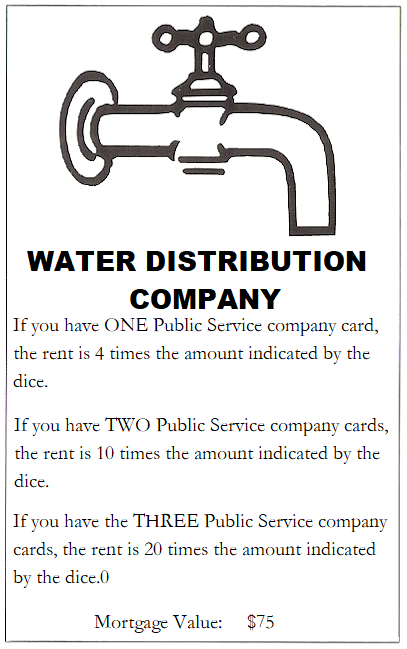 WATER DISTRIBUTION
COMPANY
If you have ONE Public Service company card,
the rent is 4 times the amount indicated by the
dice.
If you have TWO Public Service company cards,
the rent is 10 times the amount indicated by the
dice.
If you have the THREE Public Service company
cards, the rent is 20 times the amount indicated
by the dice.0
Mortgage Value: $75